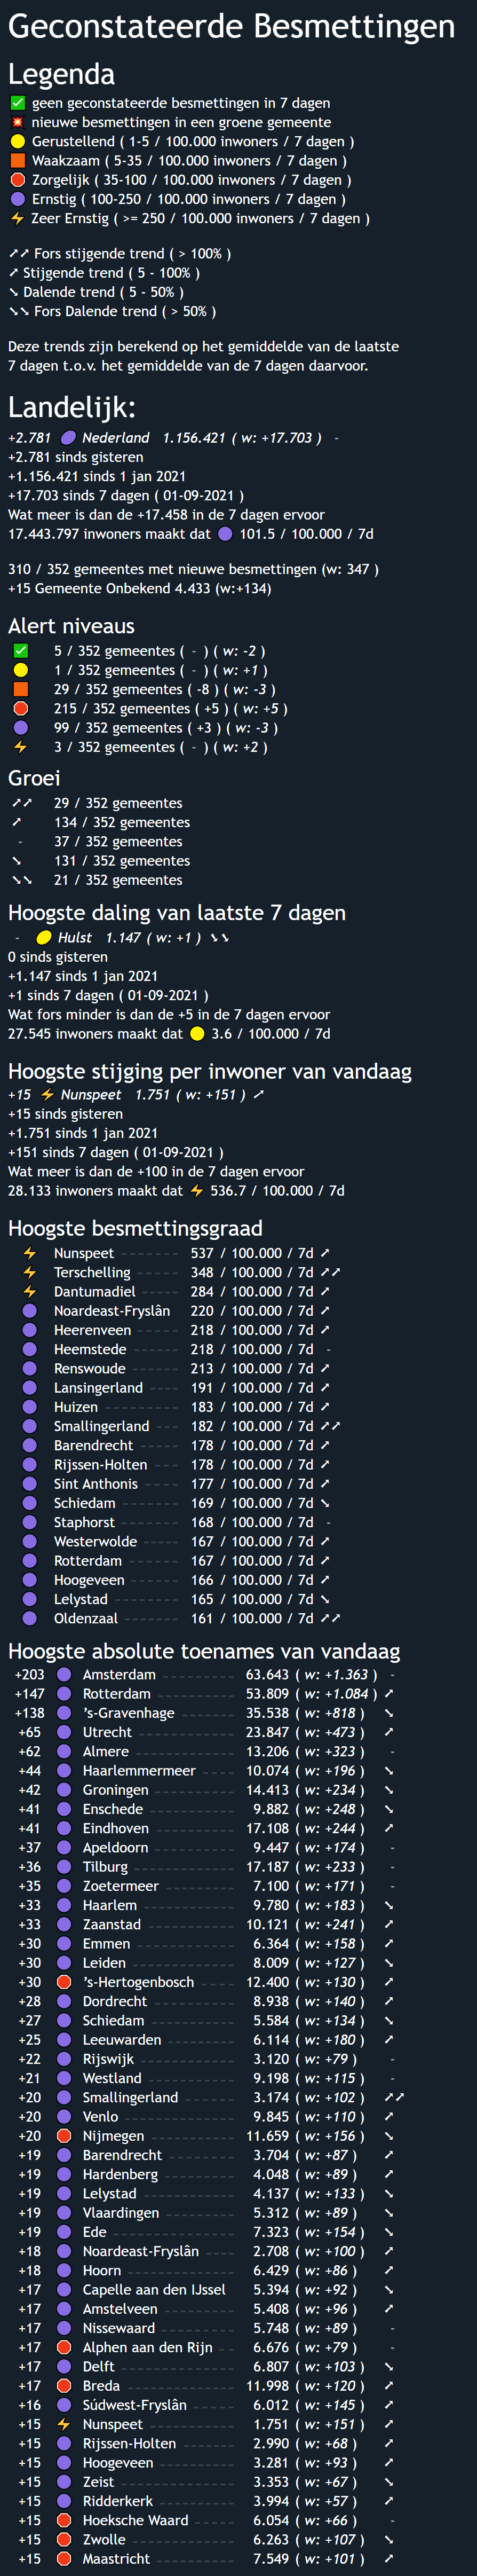 Geconstateerde Besmettingen
Legenda
✅ geen geconstateerde besmettingen in 7 dagen
💥 nieuwe besmettingen in een groene gemeente
🟡 Gerustellend ( 1-5 / 100.000 inwoners / 7 dagen )
🟧 Waakzaam ( 5-35 / 100.000 inwoners / 7 dagen )
🛑 Zorgelijk ( 35-100 / 100.000 inwoners / 7 dagen )
🟣 Ernstig ( 100-250 / 100.000 inwoners / 7 dagen )
⚡ Zeer Ernstig ( >= 250 / 100.000 inwoners / 7 dagen )
➚➚ Fors stijgende trend ( > 100% )
➚ Stijgende trend ( 5 - 100% )
➘ Dalende trend ( 5 - 50% )
➘➘ Fors Dalende trend ( > 50% )
Deze trends zijn berekend op het gemiddelde van de laatste
7 dagen t.o.v. het gemiddelde van de 7 dagen daarvoor.
Landelijk:
+2.781 🟣 Nederland 1.156.421 ( w: +17.703 ) -
+2.781 sinds gisteren
+1.156.421 sinds 1 jan 2021
+17.703 sinds 7 dagen ( 01-09-2021 )
Wat meer is dan de +17.458 in de 7 dagen ervoor
17.443.797 inwoners maakt dat 🟣 101.5 / 100.000 / 7d
310 / 352 gemeentes met nieuwe besmettingen (w: 347 )
+15 Gemeente Onbekend 4.433 (w:+134)
Alert niveaus
✅ 5 / 352 gemeentes ( - ) ( w: -2 )
🟡 1 / 352 gemeentes ( - ) ( w: +1 )
🟧 29 / 352 gemeentes ( -8 ) ( w: -3 )
🛑 215 / 352 gemeentes ( +5 ) ( w: +5 )
🟣 99 / 352 gemeentes ( +3 ) ( w: -3 )
⚡ 3 / 352 gemeentes ( - ) ( w: +2 )
Groei
➚➚ 29 / 352 gemeentes
➚ 134 / 352 gemeentes
- 37 / 352 gemeentes
➘ 131 / 352 gemeentes
➘➘ 21 / 352 gemeentes
Hoogste daling van laatste 7 dagen
- 🟡 Hulst 1.147 ( w: +1 ) ➘➘
0 sinds gisteren
+1.147 sinds 1 jan 2021
+1 sinds 7 dagen ( 01-09-2021 )
Wat fors minder is dan de +5 in de 7 dagen ervoor
27.545 inwoners maakt dat 🟡 3.6 / 100.000 / 7d
Hoogste stijging per inwoner van vandaag
+15 ⚡ Nunspeet 1.751 ( w: +151 ) ➚
+15 sinds gisteren
+1.751 sinds 1 jan 2021
+151 sinds 7 dagen ( 01-09-2021 )
Wat meer is dan de +100 in de 7 dagen ervoor
28.133 inwoners maakt dat ⚡ 536.7 / 100.000 / 7d
Hoogste besmettingsgraad
⚡ Nunspeet ------- 537 / 100.000 / 7d ➚
⚡ Terschelling ----- 348 / 100.000 / 7d ➚➚
⚡ Dantumadiel ---- 284 / 100.000 / 7d ➚
🟣 Noardeast-Fryslân 220 / 100.000 / 7d ➚
🟣 Heerenveen ----- 218 / 100.000 / 7d ➚
🟣 Heemstede ----- 218 / 100.000 / 7d -
🟣 Renswoude ----- 213 / 100.000 / 7d ➚
🟣 Lansingerland ---- 191 / 100.000 / 7d ➚
🟣 Huizen --------- 183 / 100.000 / 7d ➚
🟣 Smallingerland --- 182 / 100.000 / 7d ➚➚
🟣 Barendrecht ---- 178 / 100.000 / 7d ➚
🟣 Rijssen-Holten --- 178 / 100.000 / 7d ➚
🟣 Sint Anthonis ---- 177 / 100.000 / 7d ➚
🟣 Schiedam ------ 169 / 100.000 / 7d ➘
🟣 Staphorst ------ 168 / 100.000 / 7d -
🟣 Westerwolde ---- 167 / 100.000 / 7d ➚
🟣 Rotterdam ------ 167 / 100.000 / 7d ➚
🟣 Hoogeveen ----- 166 / 100.000 / 7d ➚
🟣 Lelystad ------- 165 / 100.000 / 7d ➘
🟣 Oldenzaal ------ 161 / 100.000 / 7d ➚➚
Hoogste absolute toenames van vandaag
+203 🟣 Amsterdam -------- 63.643 ( w: +1.363 ) -
+147 🟣 Rotterdam -------- 53.809 ( w: +1.084 ) ➚
+138 🟣 's-Gravenhage ------ 35.538 ( w: +818 ) ➘
+65 🟣 Utrecht ---------- 23.847 ( w: +473 ) ➚
+62 🟣 Almere ---------- 13.206 ( w: +323 ) -
+44 🟣 Haarlemmermeer ---- 10.074 ( w: +196 ) ➘
+42 🟣 Groningen -------- 14.413 ( w: +234 ) ➘
+41 🟣 Enschede --------- 9.882 ( w: +248 ) ➘
+41 🟣 Eindhoven -------- 17.108 ( w: +244 ) ➚
+37 🟣 Apeldoorn -------- 9.447 ( w: +174 ) -
+36 🟣 Tilburg ---------- 17.187 ( w: +233 ) -
+35 🟣 Zoetermeer ------- 7.100 ( w: +171 ) -
+33 🟣 Haarlem --------- 9.780 ( w: +183 ) ➘
+33 🟣 Zaanstad --------- 10.121 ( w: +241 ) ➚
+30 🟣 Emmen ---------- 6.364 ( w: +158 ) ➚
+30 🟣 Leiden ---------- 8.009 ( w: +127 ) ➘
+30 🛑 's-Hertogenbosch ---- 12.400 ( w: +130 ) ➚
+28 🟣 Dordrecht -------- 8.938 ( w: +140 ) ➚
+27 🟣 Schiedam --------- 5.584 ( w: +134 ) ➘
+25 🟣 Leeuwarden ------- 6.114 ( w: +180 ) ➚
+22 🟣 Rijswijk ---------- 3.120 ( w: +79 ) -
+21 🟣 Westland --------- 9.198 ( w: +115 ) -
+20 🟣 Smallingerland ----- 3.174 ( w: +102 ) ➚➚
+20 🟣 Venlo ----------- 9.845 ( w: +110 ) ➚
+20 🛑 Nijmegen --------- 11.659 ( w: +156 ) ➘
+19 🟣 Barendrecht ------- 3.704 ( w: +87 ) ➚
+19 🟣 Hardenberg ------- 4.048 ( w: +89 ) ➚
+19 🟣 Lelystad --------- 4.137 ( w: +133 ) ➘
+19 🟣 Vlaardingen ------- 5.312 ( w: +89 ) ➘
+19 🟣 Ede ------------ 7.323 ( w: +154 ) ➘
+18 🟣 Noardeast-Fryslân --- 2.708 ( w: +100 ) ➚
+18 🟣 Hoorn ---------- 6.429 ( w: +86 ) ➚
+17 🟣 Capelle aan den IJssel 5.394 ( w: +92 ) ➘
+17 🟣 Amstelveen ------- 5.408 ( w: +96 ) ➚
+17 🟣 Nissewaard ------- 5.748 ( w: +89 ) -
+17 🛑 Alphen aan den Rijn -- 6.676 ( w: +79 ) -
+17 🟣 Delft ----------- 6.807 ( w: +103 ) ➘
+17 🛑 Breda ----------- 11.998 ( w: +120 ) ➚
+16 🟣 Súdwest-Fryslân ---- 6.012 ( w: +145 ) ➚
+15 ⚡ Nunspeet --------- 1.751 ( w: +151 ) ➚
+15 🟣 Rijssen-Holten ----- 2.990 ( w: +68 ) ➚
+15 🟣 Hoogeveen ------- 3.281 ( w: +93 ) ➚
+15 🟣 Zeist ----------- 3.353 ( w: +67 ) ➘
+15 🟣 Ridderkerk -------- 3.994 ( w: +57 ) ➚
+15 🛑 Hoeksche Waard ---- 6.054 ( w: +66 ) -
+15 🛑 Zwolle ---------- 6.263 ( w: +107 ) ➘
+15 🛑 Maastricht -------- 7.549 ( w: +101 ) ➚